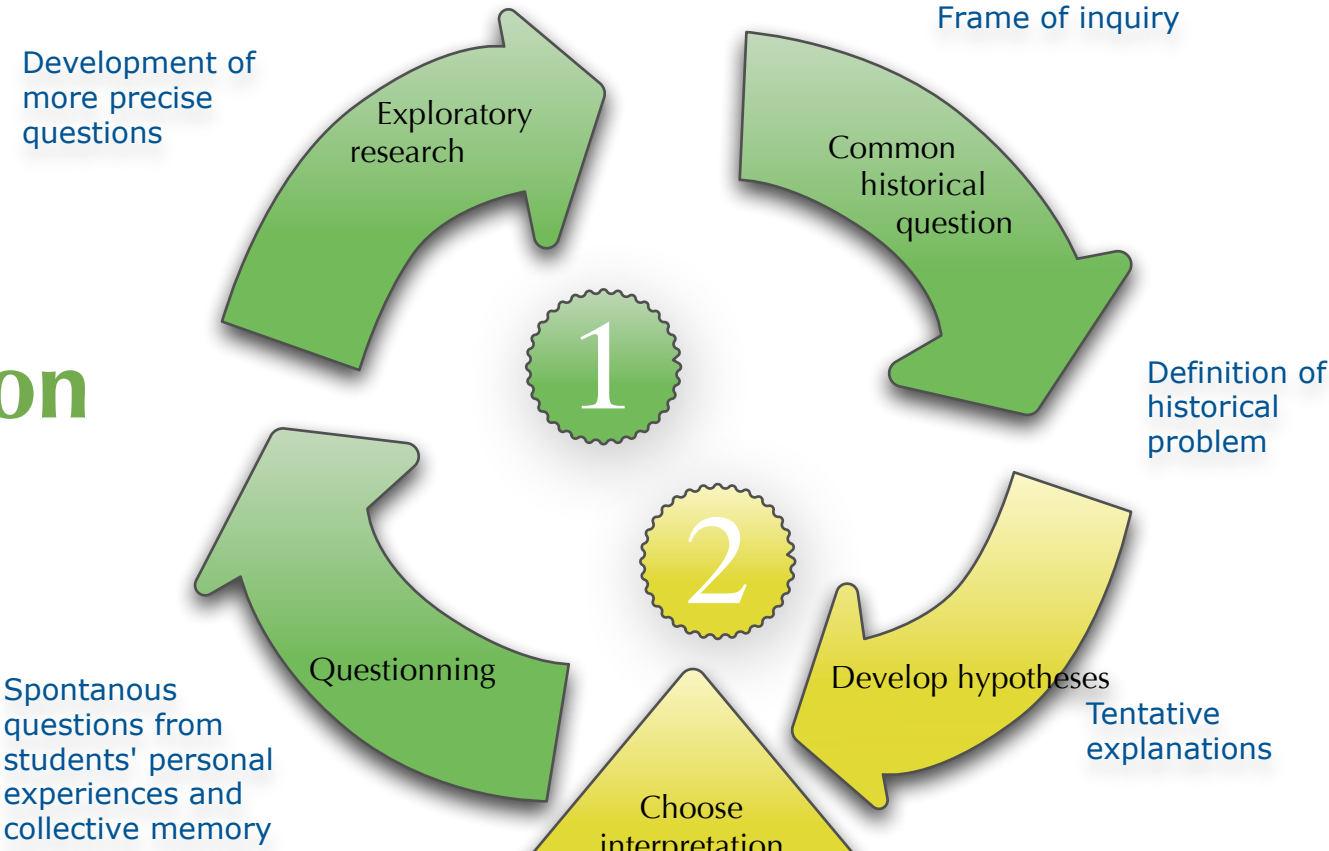 Frame of inquiry
Development of
more precise
questions
Exploratory
research
Common
historical
question
1
on
Definition of
historical
problem
2
Questionning
Develop hypotheses
Spontanous
questions from
students' personal
experiences and
collective memory
Tentative
explanations
Choose
interpretation